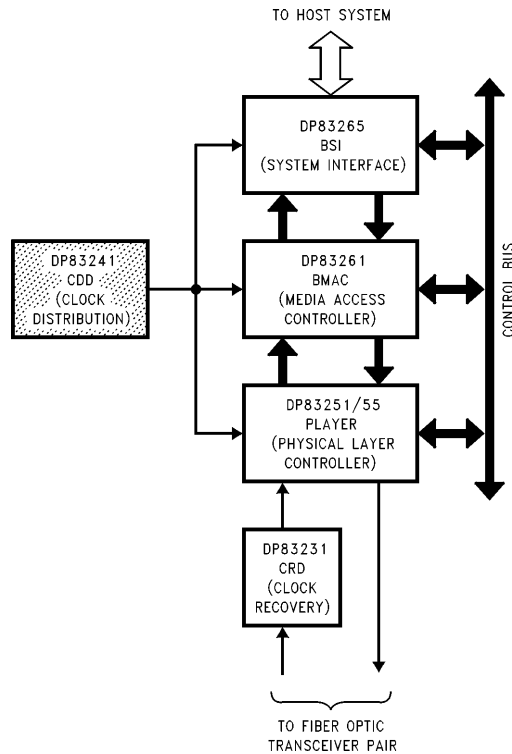 TO HOST SYSTEM
DP83265
BSI
(SYSTEM INTERFACE)
DP83241
CDD
(CLOCK
DISTRIBUTION)
DP83261
BMAC
(MEDIA ACCESS
CONTROLLER)
CONTROL BUS
DP83251/55
PLAYER
(PHYSICAL LAYER
CONTROLLER)
DP83231
CRD
(CLOCK
RECOVERY)
TO FIBER OPTIC
TRANSCEIVER PAIR